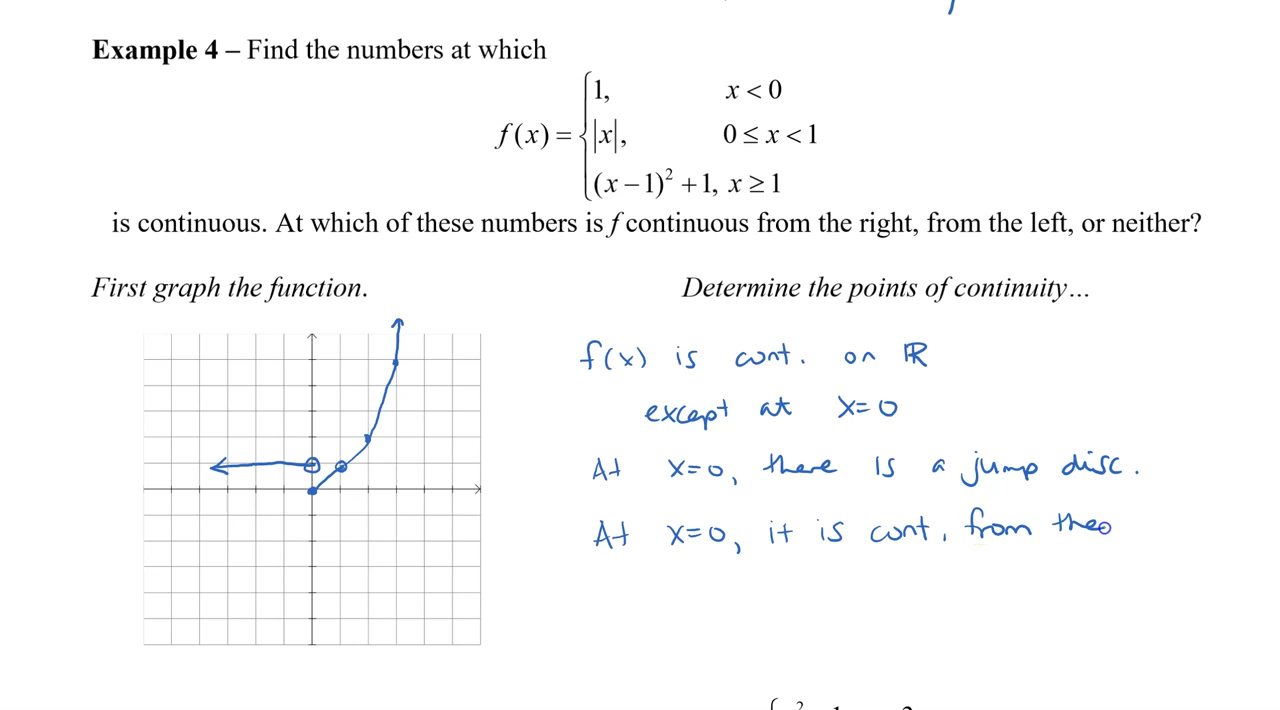 Example 4 – Find the numbers at which
1, x < 0
f(x) = { |x|, 0 ≤ x < 1
(x − 1)² + 1, x ≥ 1
is continuous. At which of these numbers is f continuous from the right, from the left, or neither?
First graph the function.
Determine the points of continuity…
f(x) is cont. on ℝ
except at x=0
At x=0, there is a jump disc.
At x=0, it is cont. from the